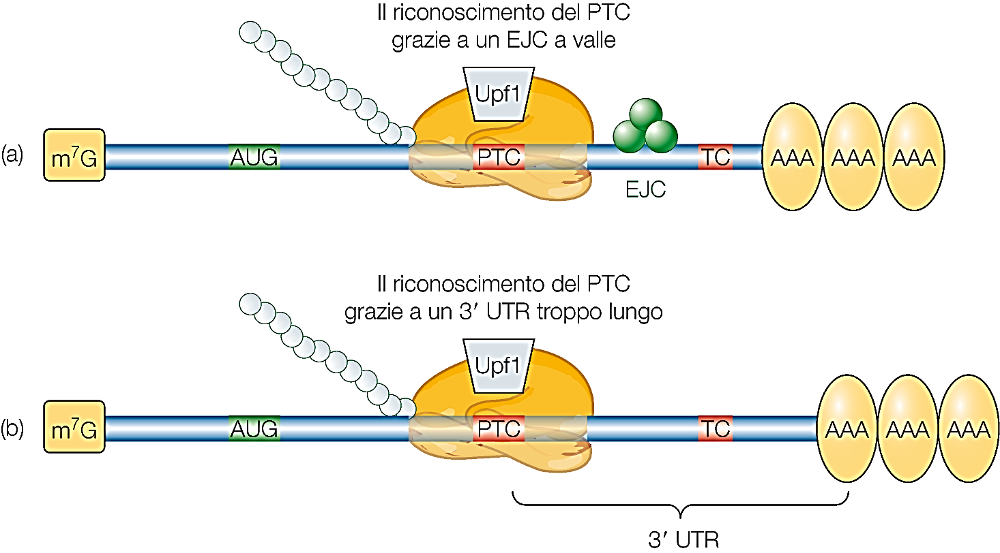 Il riconoscimento del PTC
grazie a un EJC a valle
Upf1
(a) m⁷G AUG PTC TC AAA AAA AAA
EJC
Il riconoscimento del PTC
grazie a un 3′ UTR troppo lungo
Upf1
(b) m⁷G AUG PTC TC AAA AAA AAA
3′ UTR